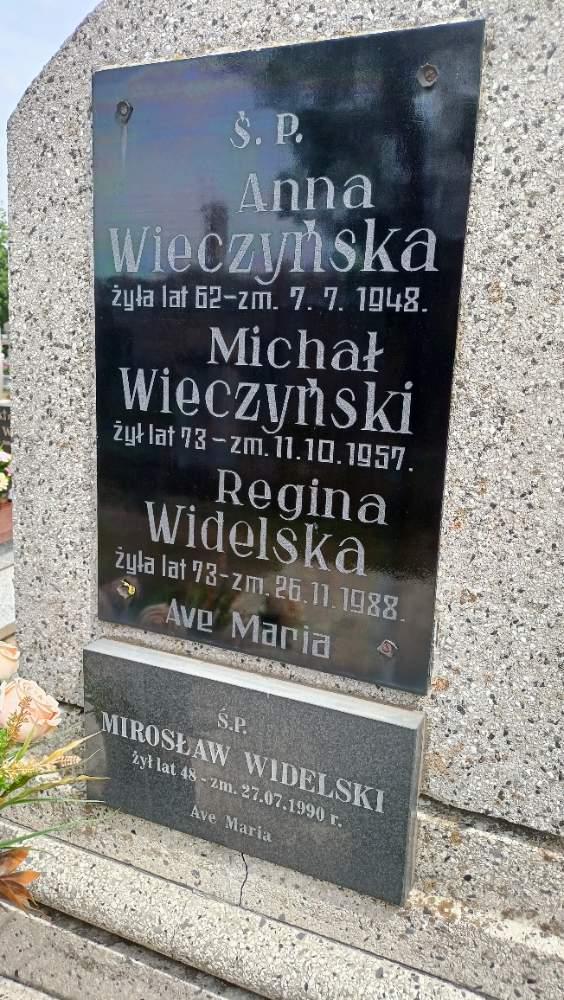 Ś. P.
Anna
Wieczyńska
żyła lat 62-zm. 7. 7. 1948.
Michał
Wieczyński
żył lat 73-zm. 11.10.1957.
Regina
Widelska
żyła lat 73-zm. 26.11.1988.
Ave Maria
Ś.P.
MIROSŁAW WIDELSKI
żył lat 48 - zm. 27.07.1990 r.
Ave Maria